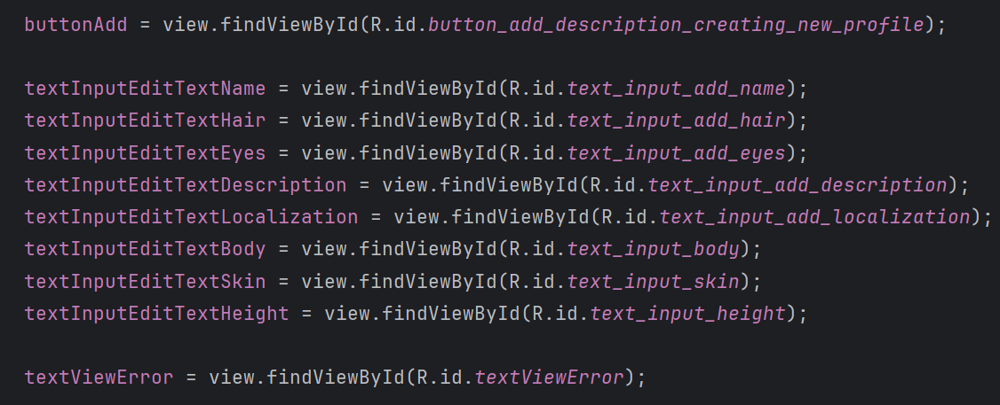 buttonAdd = view.findViewById(R.id.button_add_description_creating_new_profile);
textInputEditTextName = view.findViewById(R.id.text_input_add_name);
textInputEditTextHair = view.findViewById(R.id.text_input_add_hair);
textInputEditTextEyes = view.findViewById(R.id.text_input_add_eyes);
textInputEditTextDescription = view.findViewById(R.id.text_input_add_description);
textInputEditTextLocalization = view.findViewById(R.id.text_input_add_localization);
textInputEditTextBody = view.findViewById(R.id.text_input_body);
textInputEditTextSkin = view.findViewById(R.id.text_input_skin);
textInputEditTextHeight = view.findViewById(R.id.text_input_height);
textViewError = view.findViewById(R.id.textViewError);